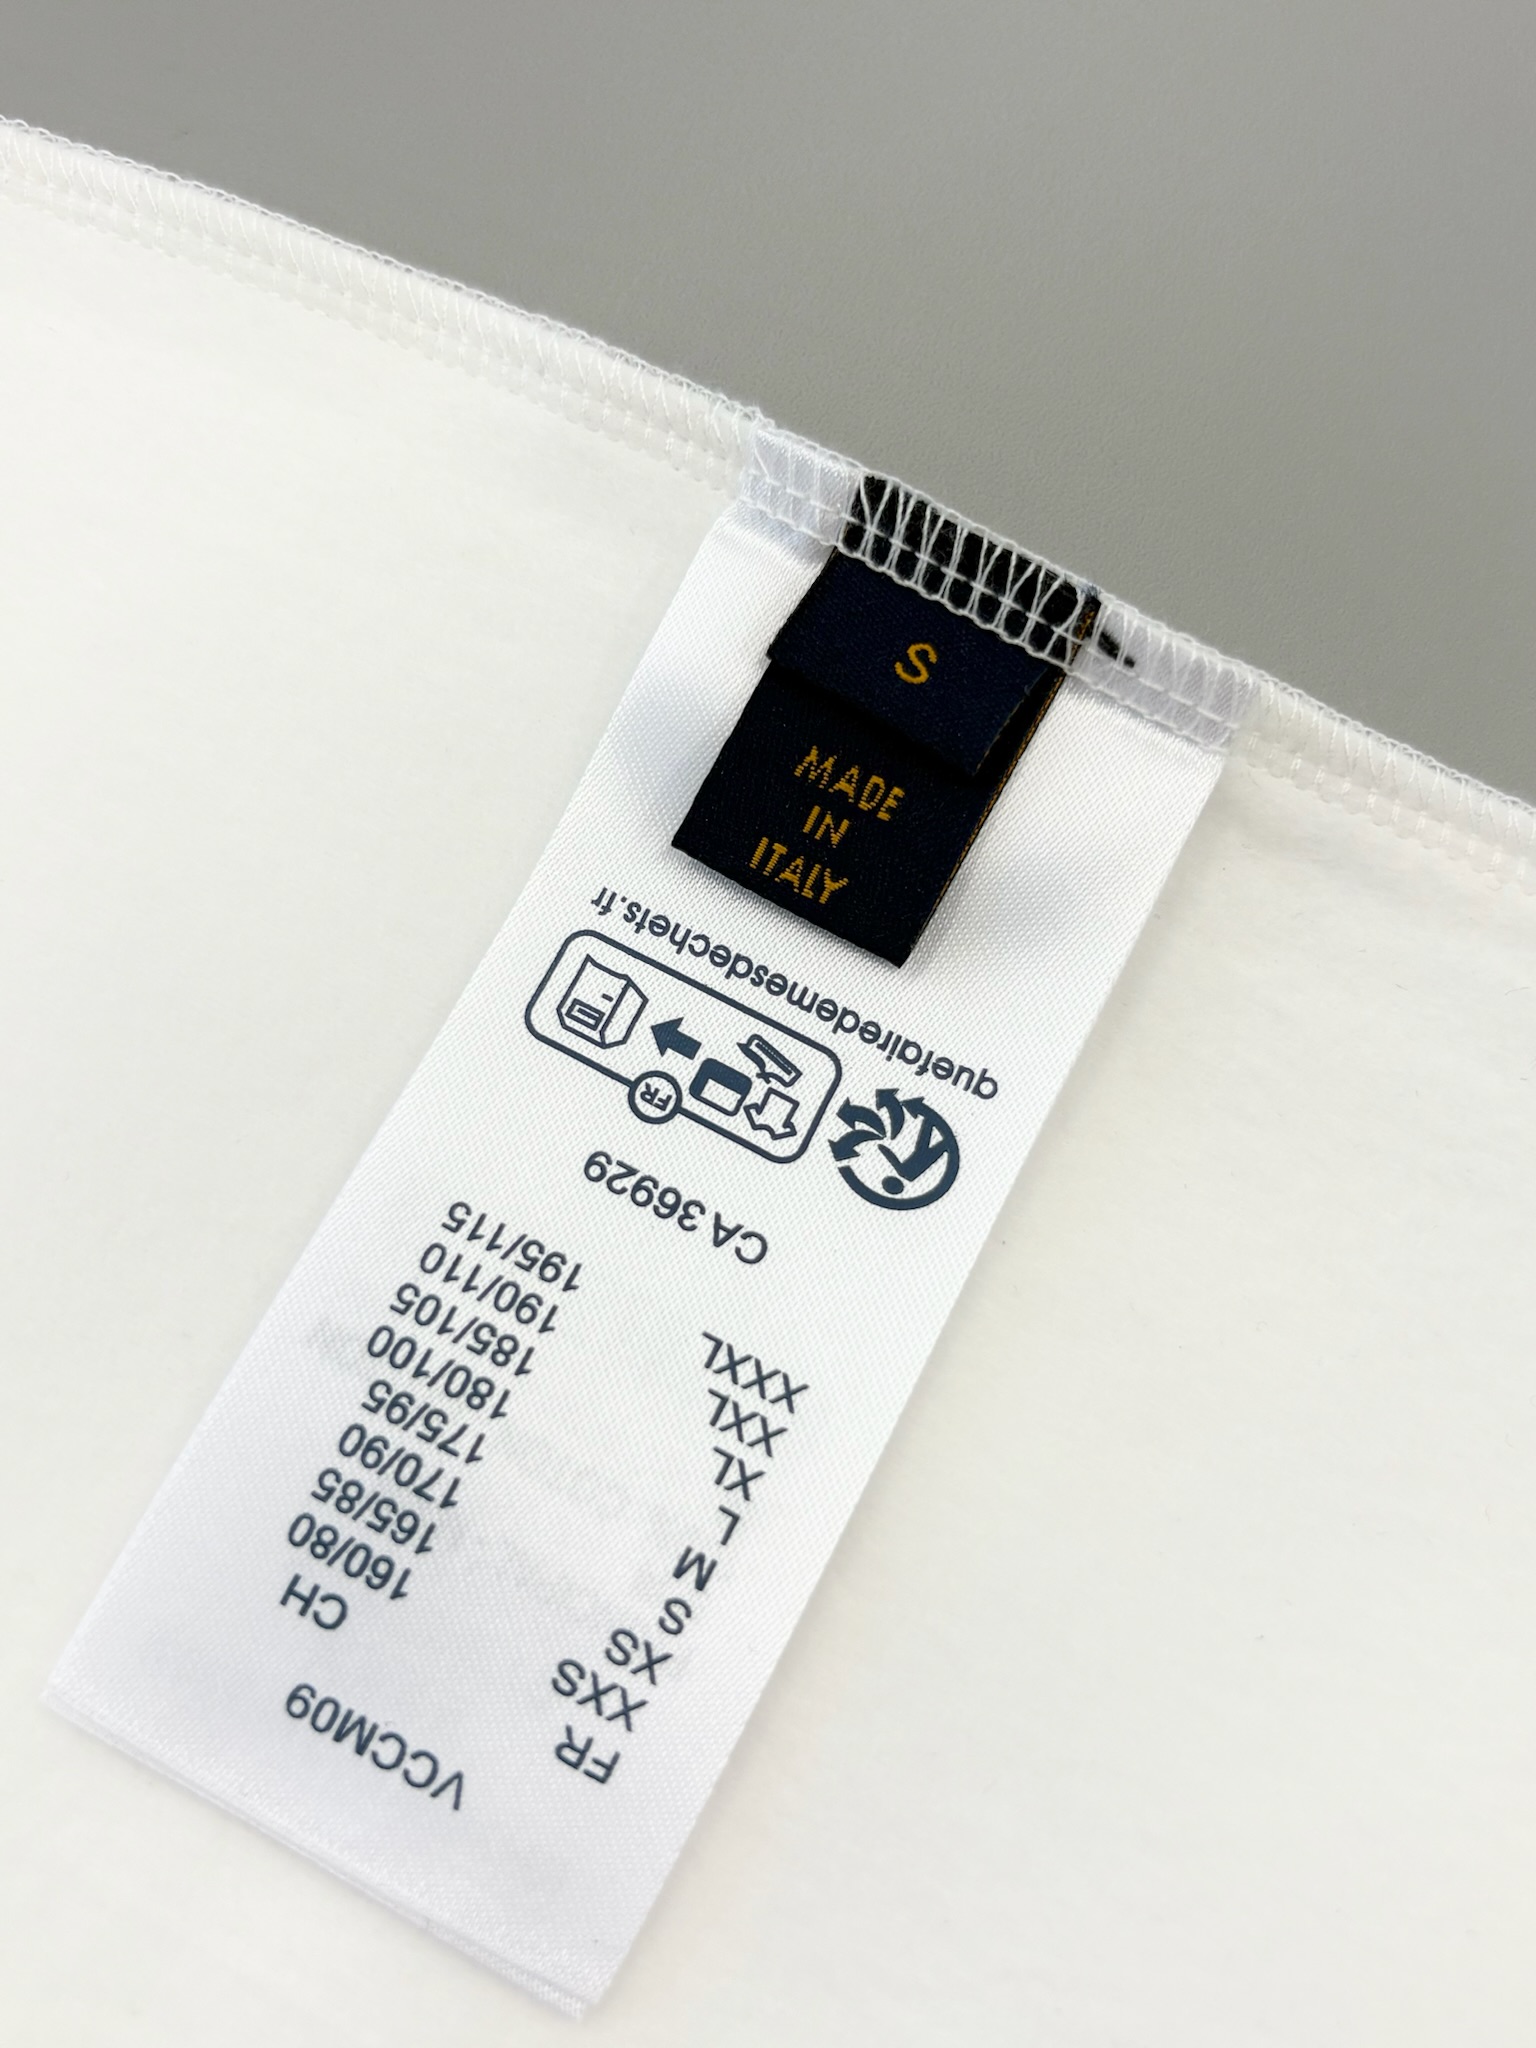 S
MADE
IN
ITALY
VCCCM09
FR CH
XXS 160/80
XS 165/85
S 170/90
M 175/95
L 180/100
XL 185/105
XXL 190/110
XXXL 195/115
CA 36929
FR
quefairedemesdechets.fr